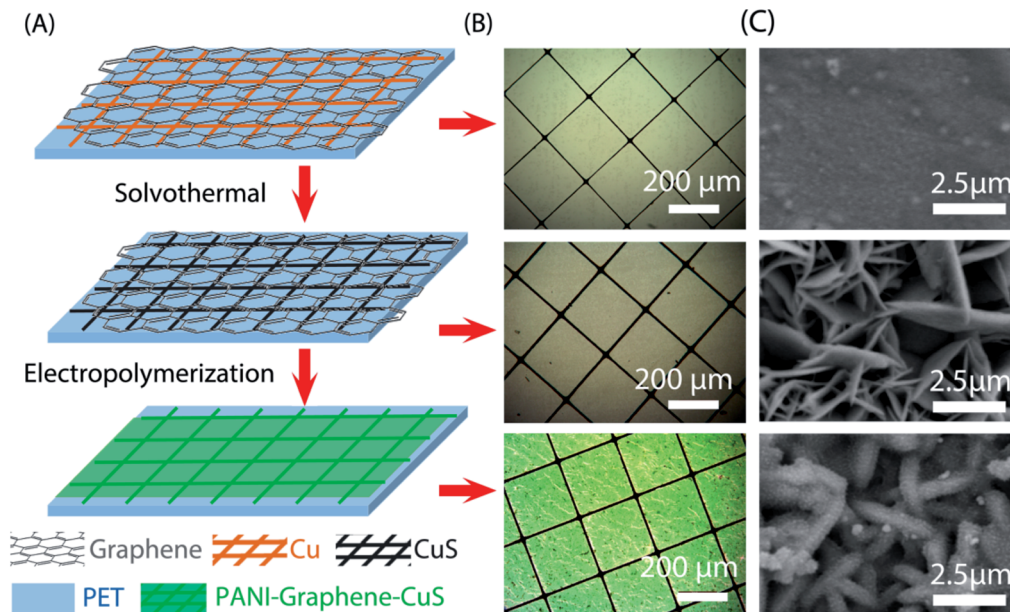 (A)
(B)
(C)
Solvothermal
Electropolymerization
200 µm
2.5µm
200 µm
2.5µm
200 µm
2.5µm
Graphene
Cu
CuS
PET
PANI-Graphene-CuS